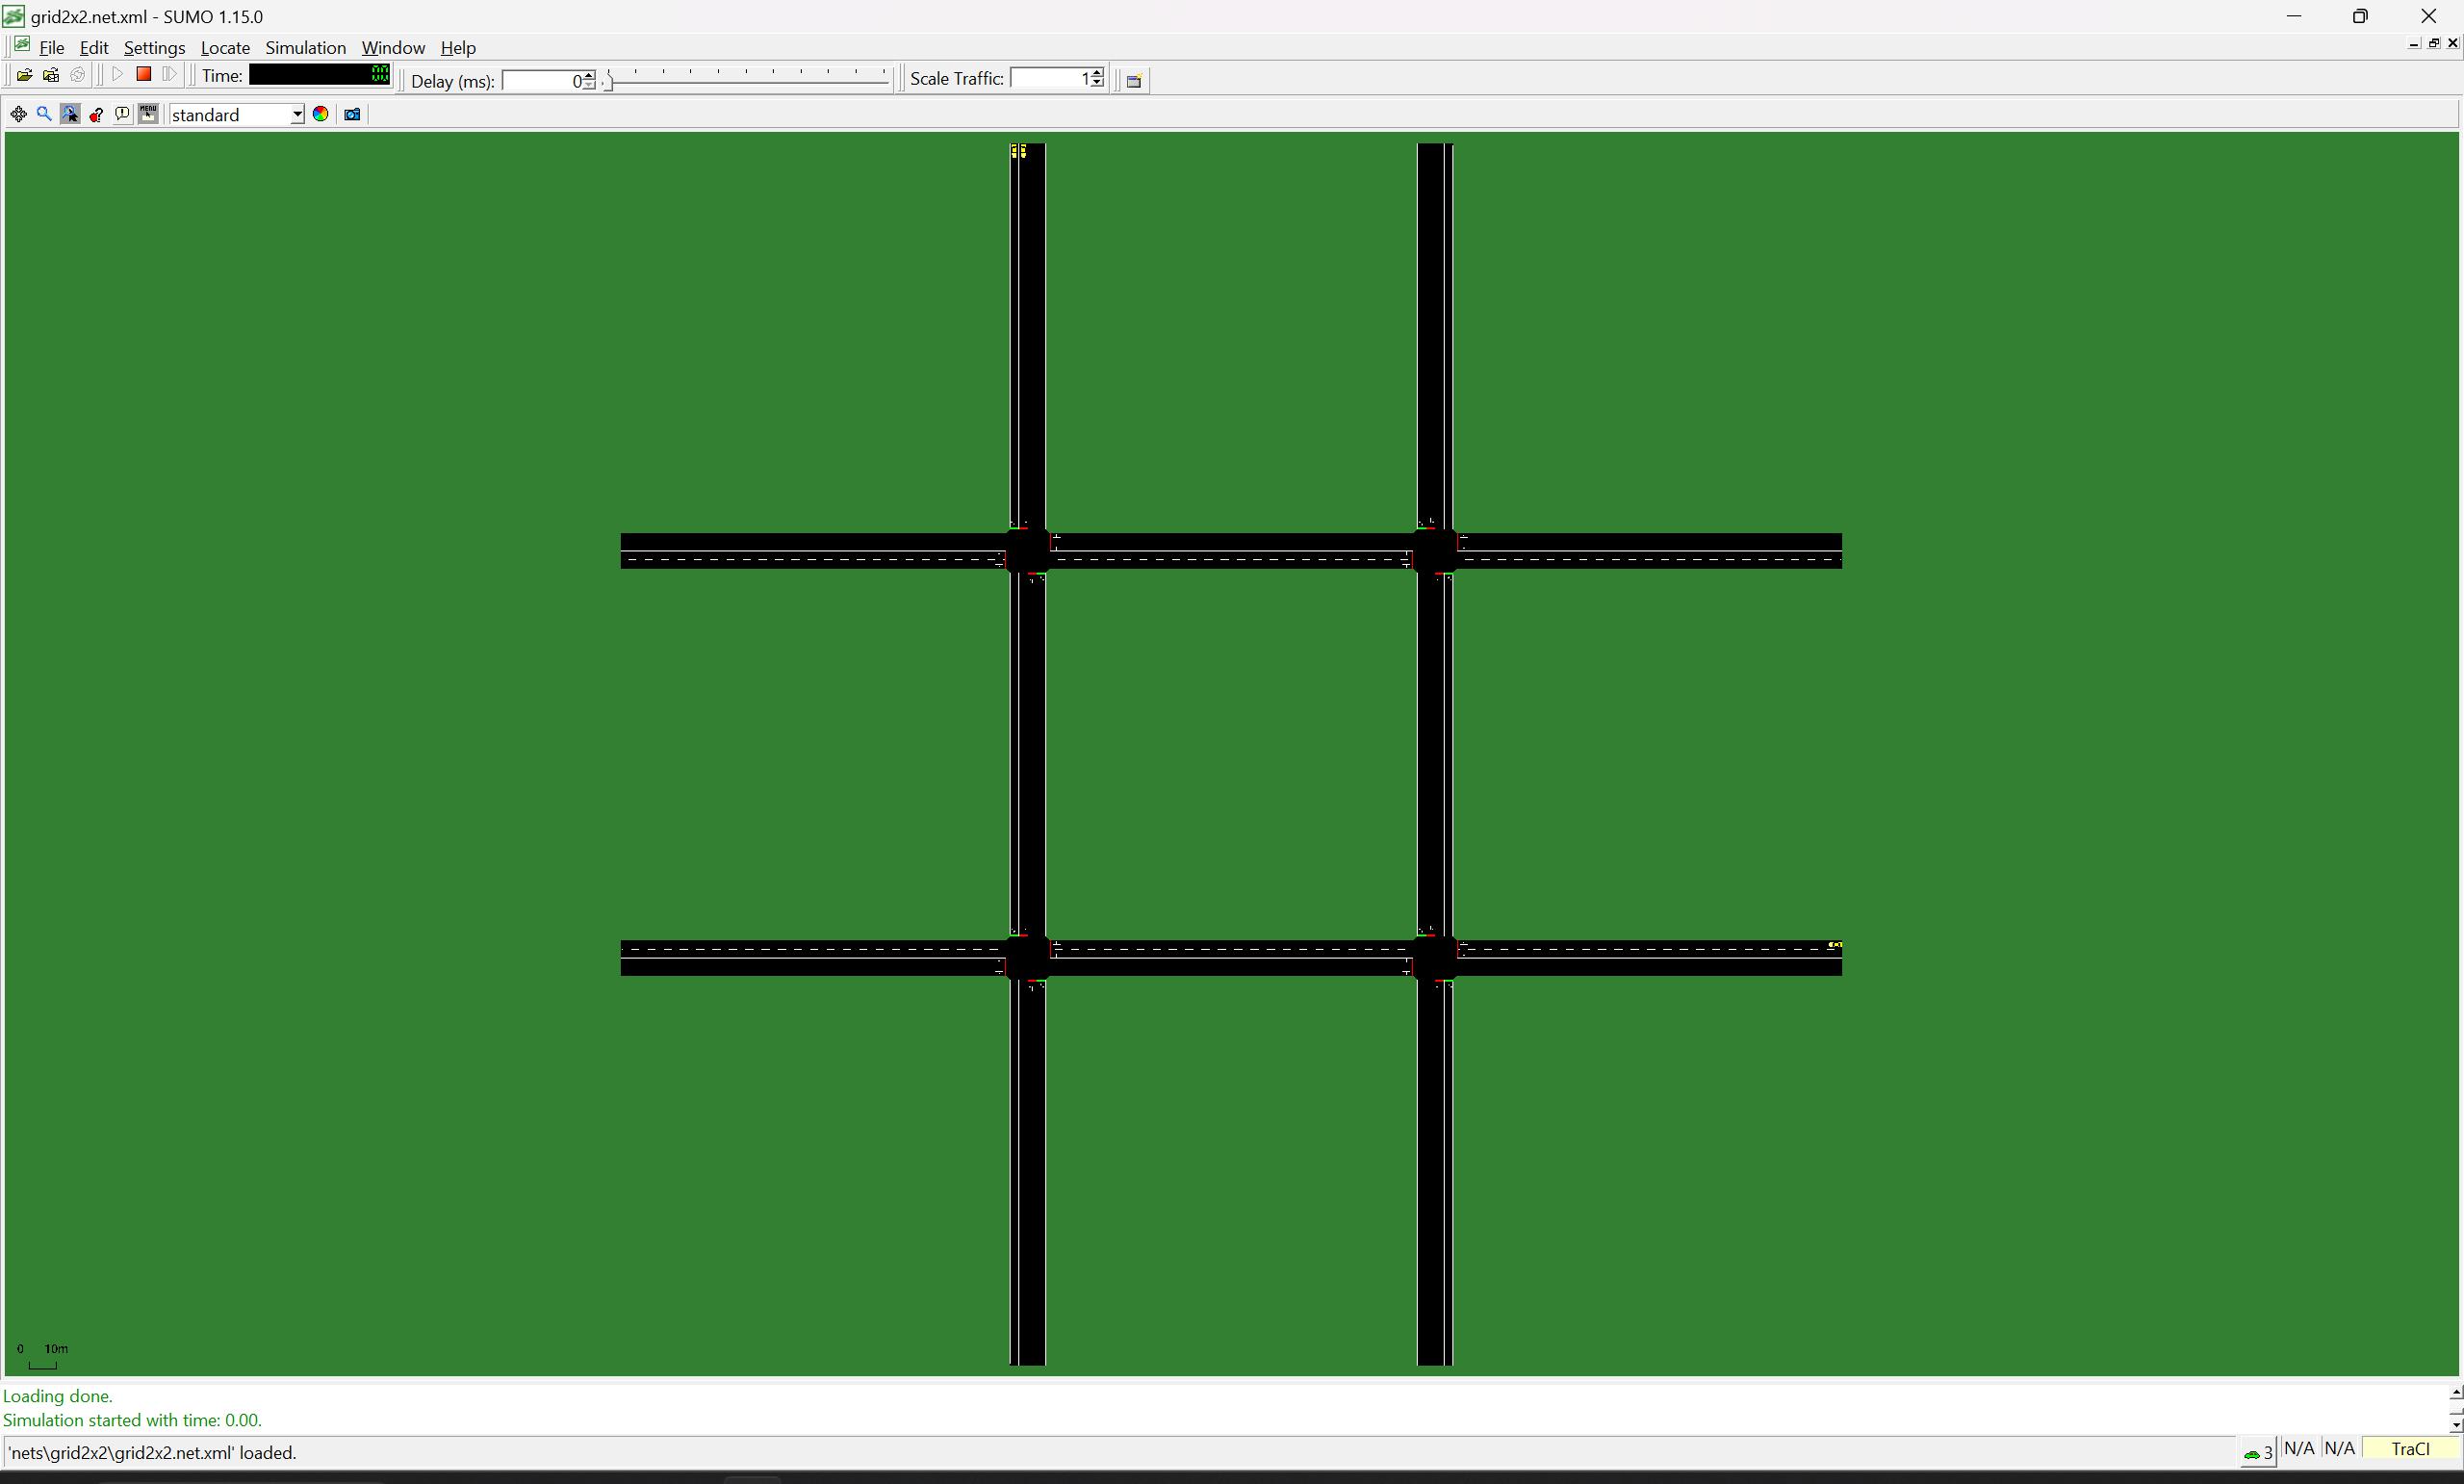 grid2x2.net.xml - SUMO 1.15.0
File Edit Settings Locate Simulation Window Help
Time: 00 Delay (ms): 0 Scale Traffic: 1
MENU standard
0 10m
Loading done.
Simulation started with time: 0.00.
'nets\grid2x2\grid2x2.net.xml' loaded. 3 N/A N/A TraCI